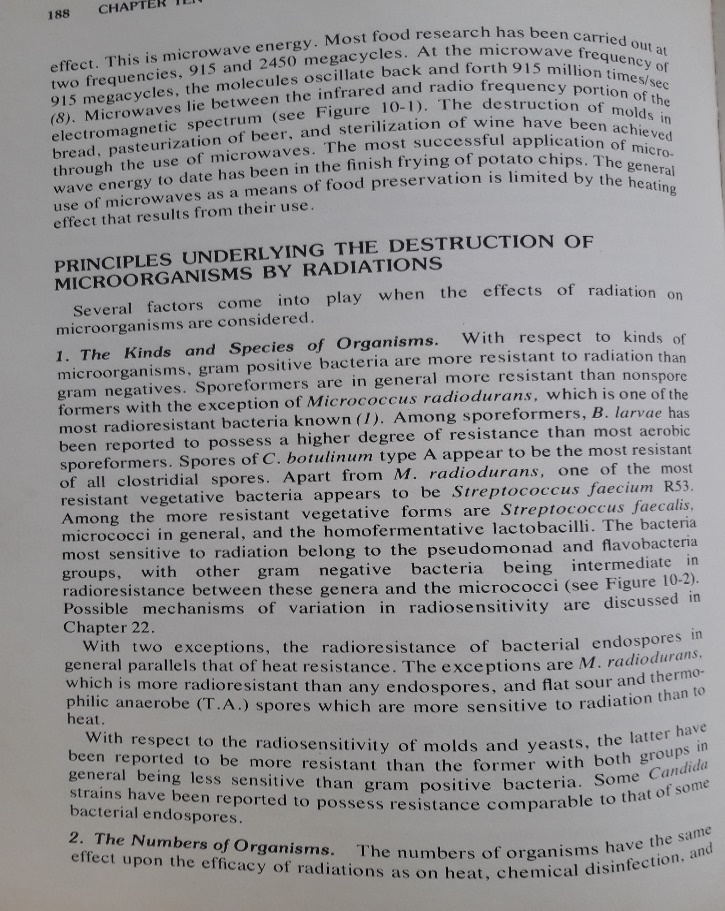 188 CHAPTER TEN
effect. This is microwave energy. Most food research has been carried out at
two frequencies, 915 and 2450 megacycles. At the microwave frequency of
915 megacycles, the molecules oscillate back and forth 915 million times/sec
(8). Microwaves lie between the infrared and radio frequency portion of the
electromagnetic spectrum (see Figure 10-1). The destruction of molds in
bread, pasteurization of beer, and sterilization of wine have been achieved
through the use of microwaves. The most successful application of micro-
wave energy to date has been in the finish frying of potato chips. The general
use of microwaves as a means of food preservation is limited by the heating
effect that results from their use.
PRINCIPLES UNDERLYING THE DESTRUCTION OF
MICROORGANISMS BY RADIATIONS
Several factors come into play when the effects of radiation on
microorganisms are considered.
1. The Kinds and Species of Organisms. With respect to kinds of
microorganisms, gram positive bacteria are more resistant to radiation than
gram negatives. Sporeformers are in general more resistant than nonspore
formers with the exception of Micrococcus radiodurans, which is one of the
most radioresistant bacteria known (1). Among sporeformers, B. larvae has
been reported to possess a higher degree of resistance than most aerobic
sporeformers. Spores of C. botulinum type A appear to be the most resistant
of all clostridial spores. Apart from M. radiodurans, one of the most
resistant vegetative bacteria appears to be Streptococcus faecium R53.
Among the more resistant vegetative forms are Streptococcus faecalis,
micrococci in general, and the homofermentative lactobacilli. The bacteria
most sensitive to radiation belong to the pseudomonad and flavobacteria
groups, with other gram negative bacteria being intermediate in
radioresistance between these genera and the micrococci (see Figure 10-2).
Possible mechanisms of variation in radiosensitivity are discussed in
Chapter 22.
With two exceptions, the radioresistance of bacterial endospores in
general parallels that of heat resistance. The exceptions are M. radiodurans,
which is more radioresistant than any endospores, and flat sour and thermo-
philic anaerobe (T.A.) spores which are more sensitive to radiation than to
heat.
With respect to the radiosensitivity of molds and yeasts, the latter have
been reported to be more resistant than the former with both groups in
general being less sensitive than gram positive bacteria. Some Candida
strains have been reported to possess resistance comparable to that of some
bacterial endospores.
2. The Numbers of Organisms. The numbers of organisms have the same
effect upon the efficacy of radiations as on heat, chemical disinfection, and